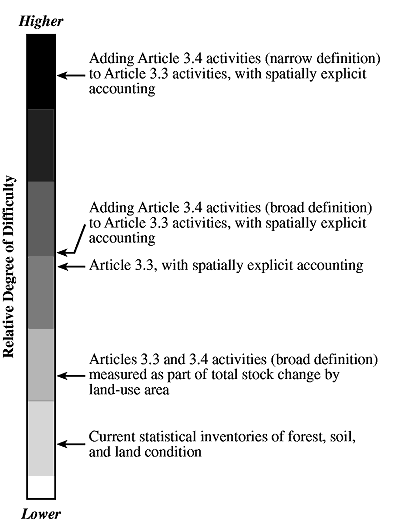 Higher
Adding Article 3.4 activities (narrow definition)
to Article 3.3 activities, with spatially explicit
accounting
Relative Degree of Difficulty
Adding Article 3.4 activities (broad definition)
to Article 3.3 activities, with spatially explicit
accounting
Article 3.3, with spatially explicit accounting
Articles 3.3 and 3.4 activities (broad definition)
measured as part of total stock change by
land-use area
Current statistical inventories of forest, soil,
and land condition
Lower